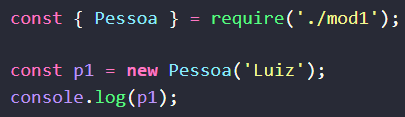 const { Pessoa } = require('./mod1');
const p1 = new Pessoa('Luiz');
console.log(p1);